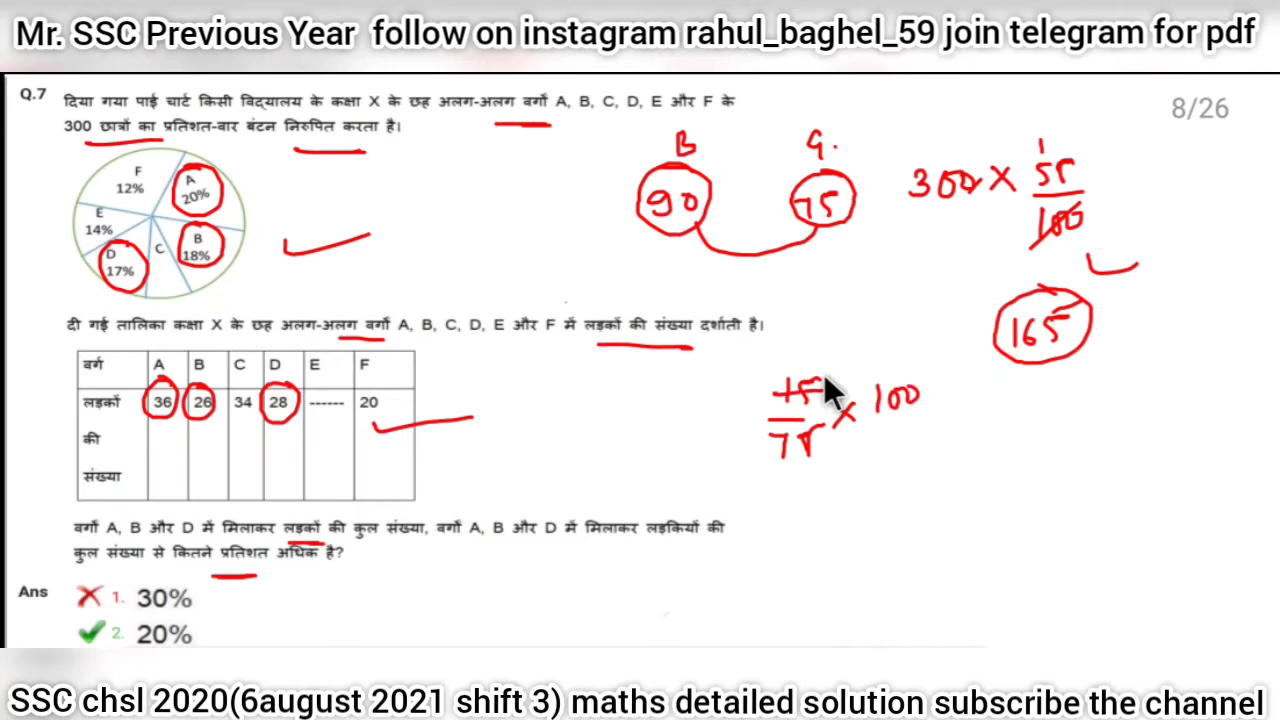 Mr. SSC Previous Year follow on instagram rahul_baghel_59 join telegram for pdf
Q.7
दिया गया पाई चार्ट किसी विद्यालय के कक्षा X के छह अलग-अलग वर्गों A, B, C, D, E और F के
300 छात्रों का प्रतिशत-वार बंटन निरुपित करता है।
8/26
F
12%
A
20%
E
14%
B
18%
C
D
17%
B G.
90 75
300 × 55
100
165
दी गई तालिका कक्षा X के छह अलग-अलग वर्गों A, B, C, D, E और F में लड़कों की संख्या दर्शाती है।
वर्ग A B C D E F
लड़कों 36 26 34 28 ------ 20
की
संख्या
15
75 × 100
वर्गों A, B और D में मिलाकर लड़कों की कुल संख्या, वर्गों A, B और D में मिलाकर लड़कियों की
कुल संख्या से कितने प्रतिशत अधिक है?
Ans
1. 30%
2. 20%
SSC chsl 2020(6august 2021 shift 3) maths detailed solution subscribe the channel